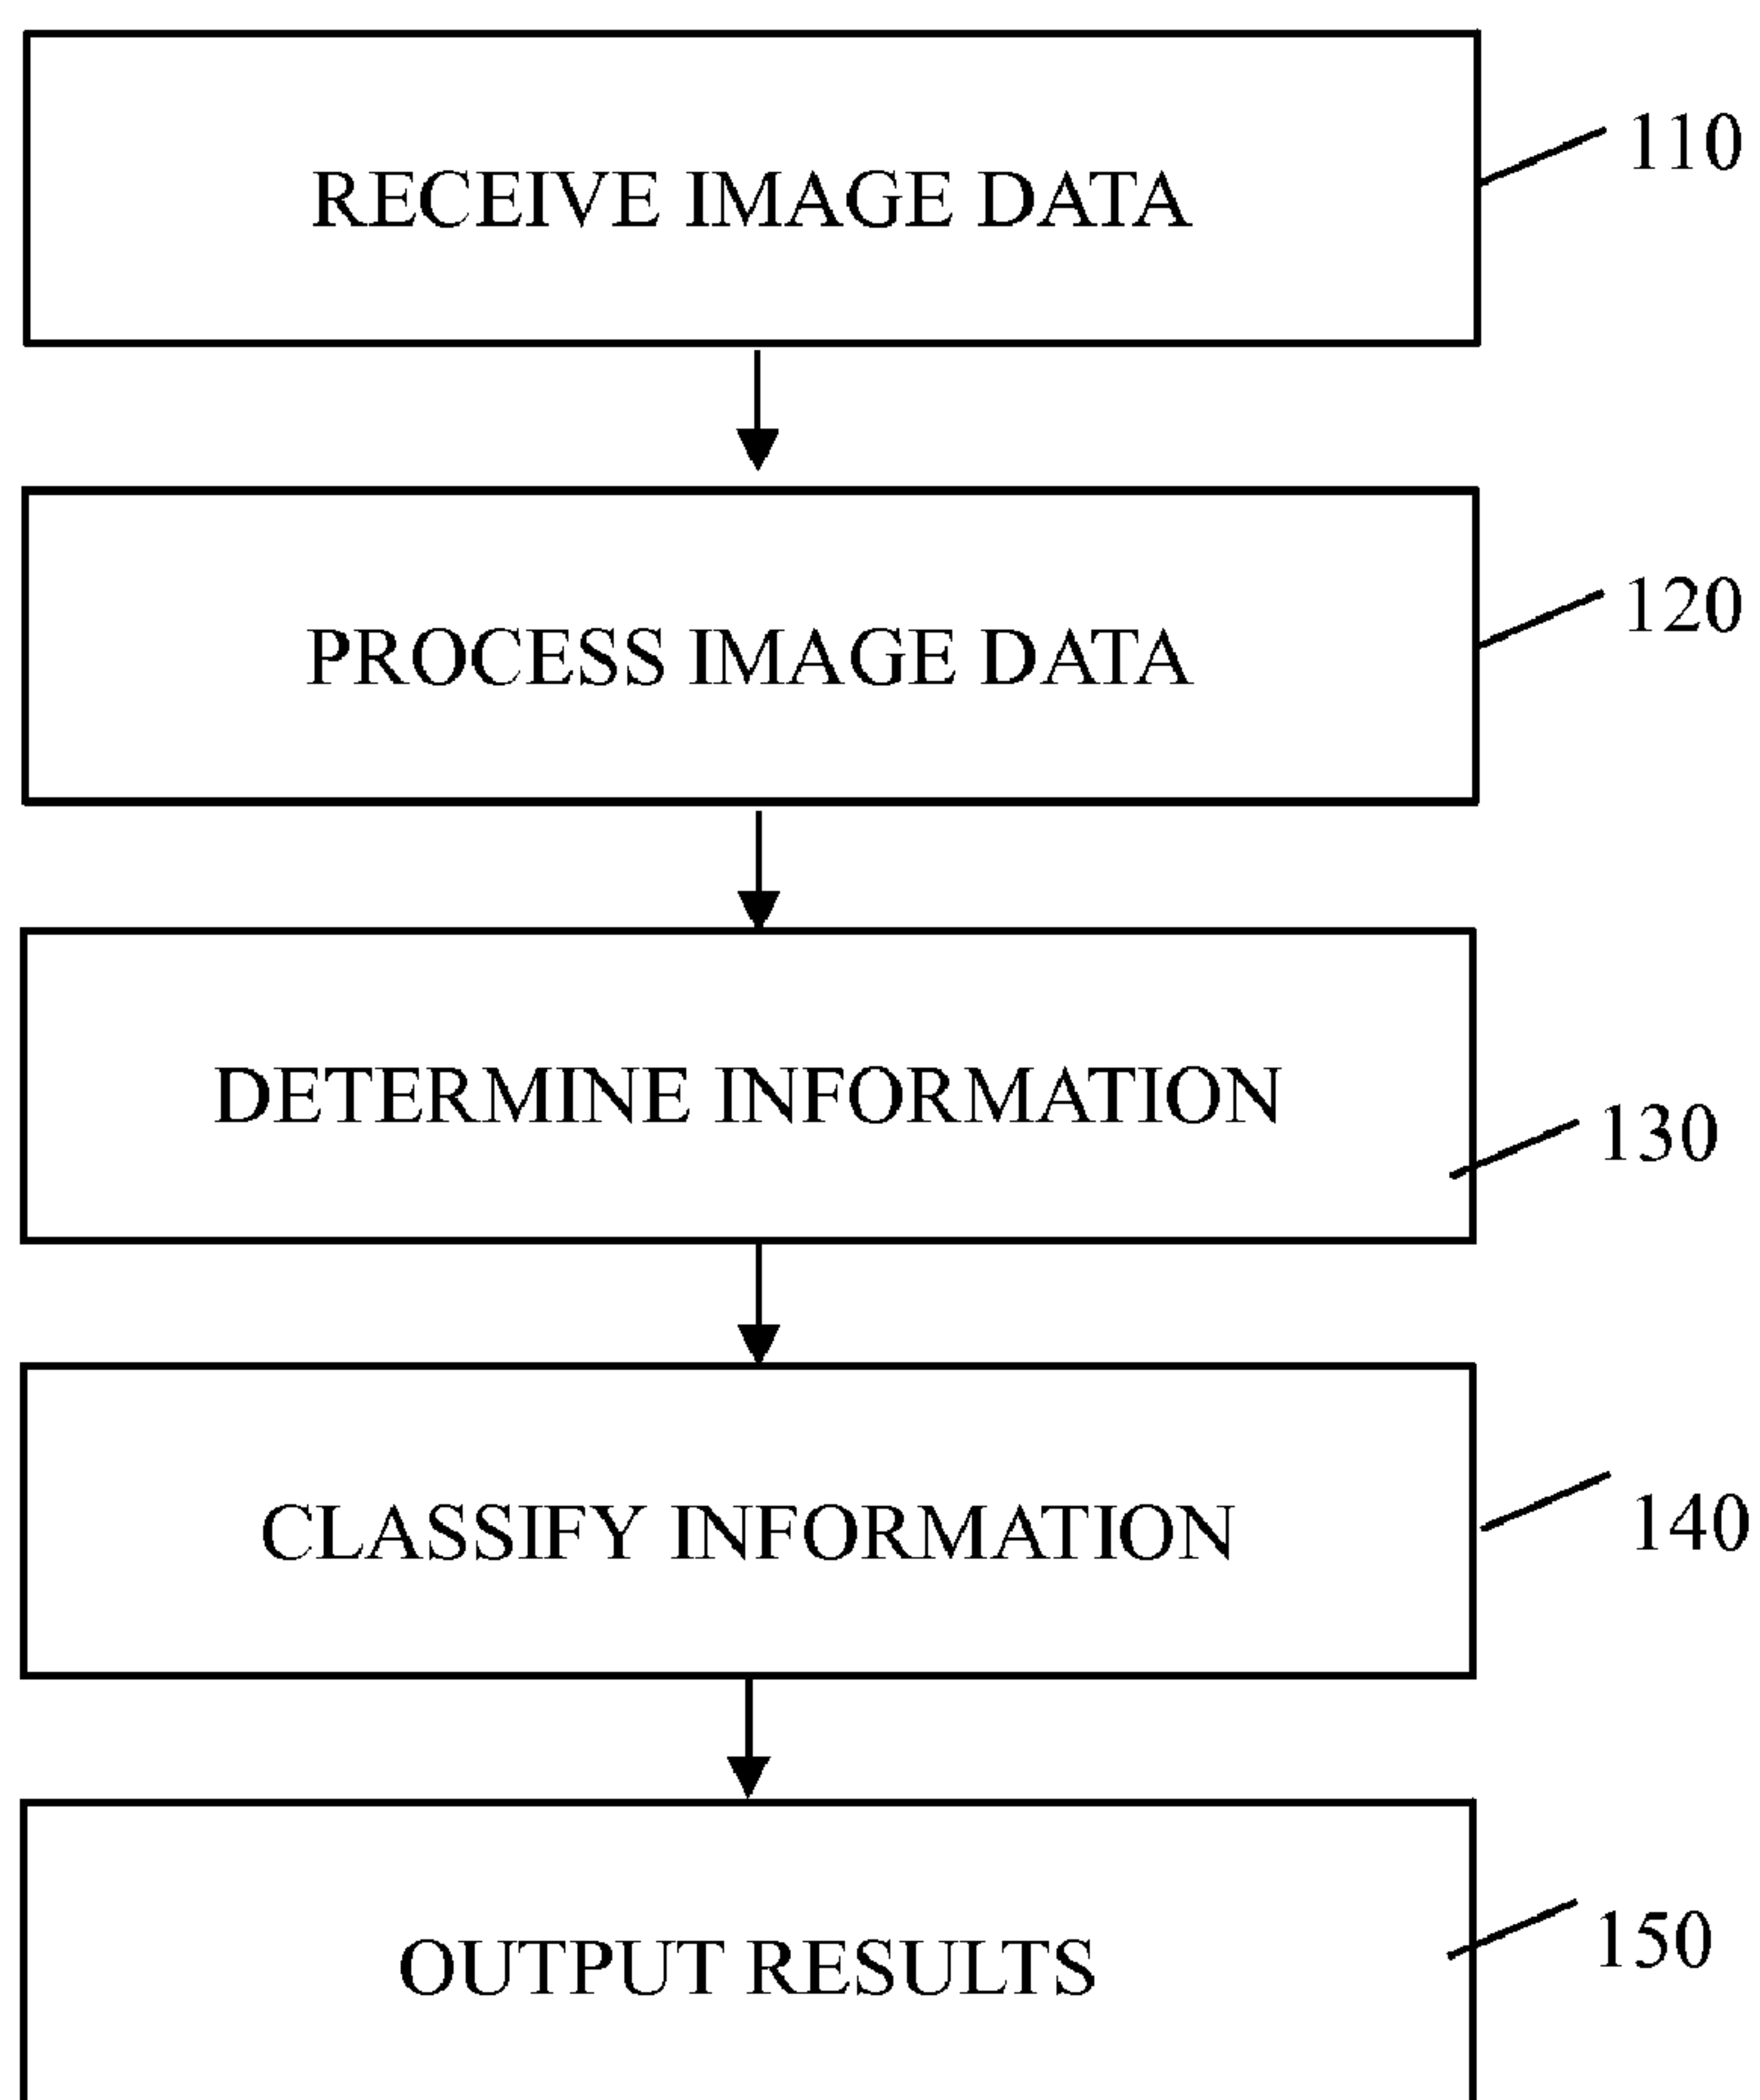 RECEIVE IMAGE DATA
110
PROCESS IMAGE DATA
120
DETERMINE INFORMATION
130
CLASSIFY INFORMATION
140
OUTPUT RESULTS
150